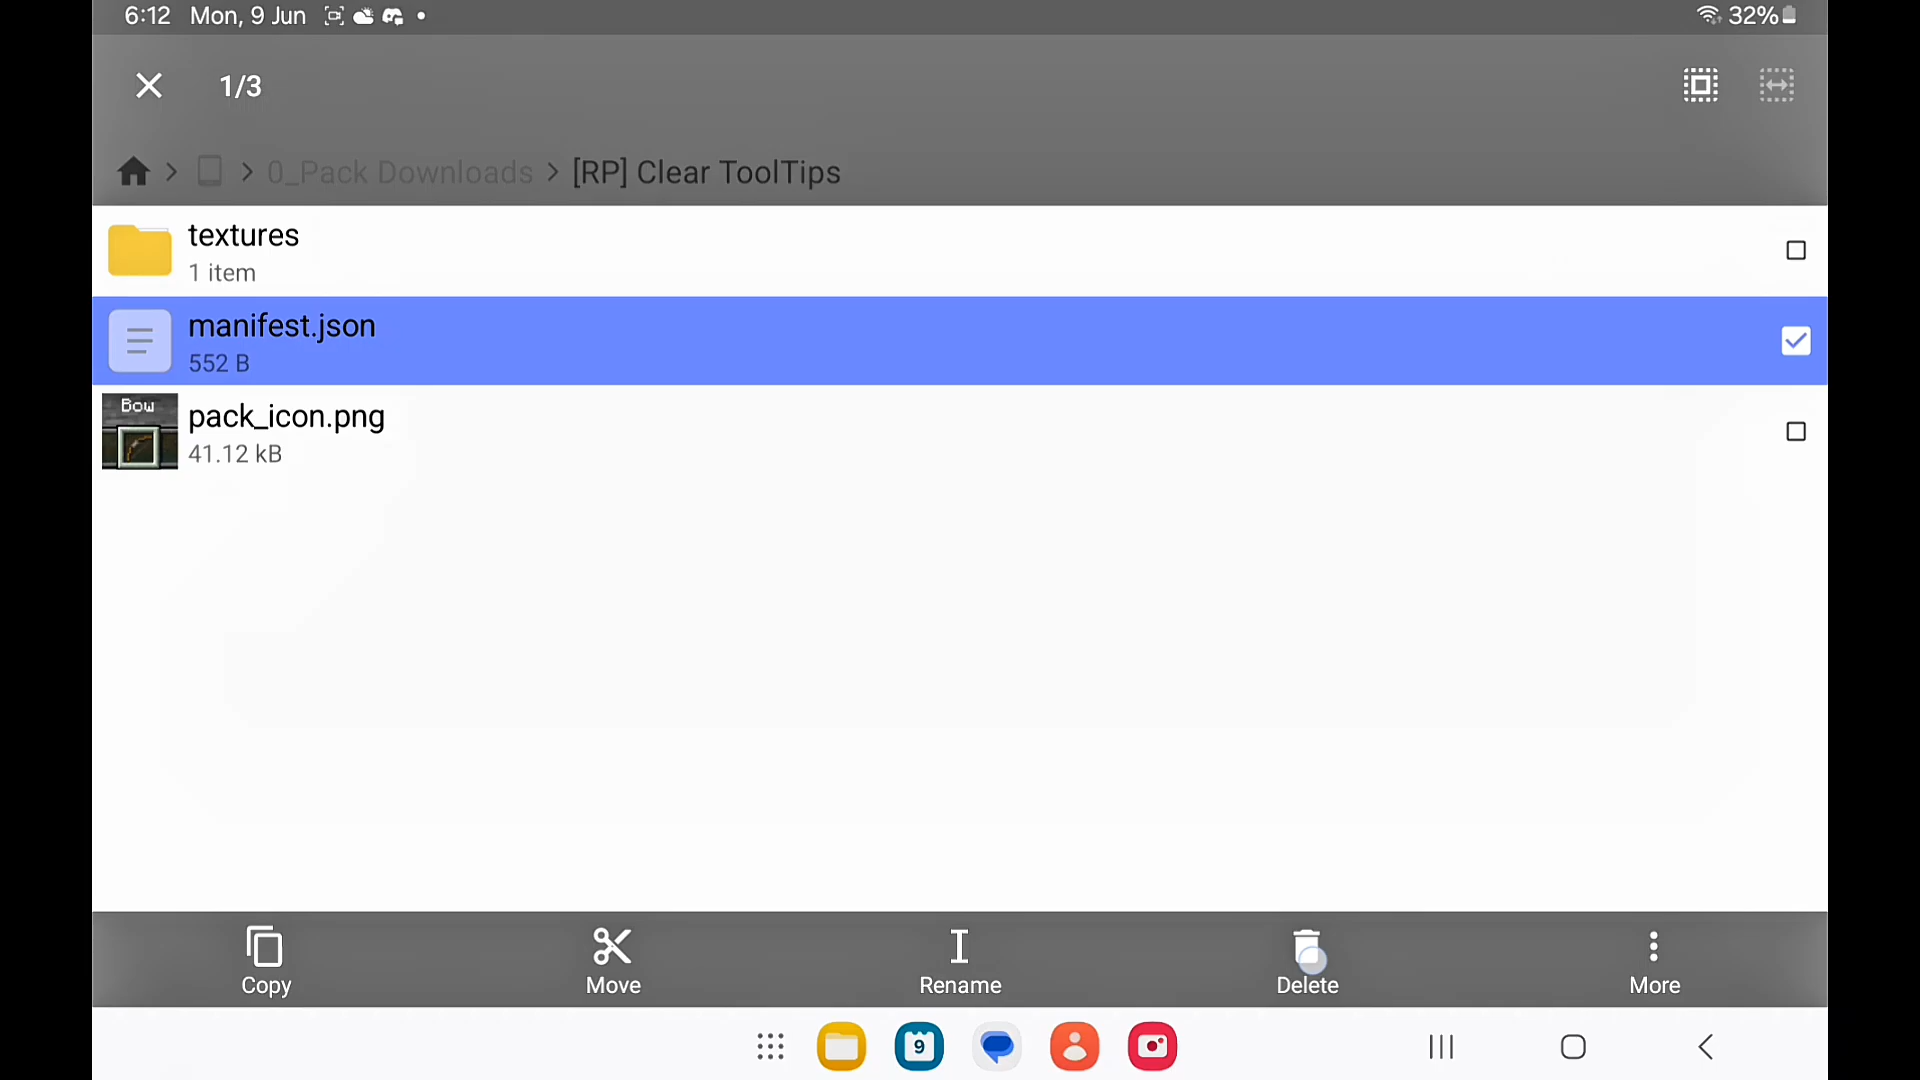 6:12 Mon, 9 Jun
32%
1/3
0_Pack Downloads > [RP] Clear ToolTips
textures
1 item
manifest.json
552 B
Bow
pack_icon.png
41.12 kB
Copy
Move
Rename
Delete
More
9